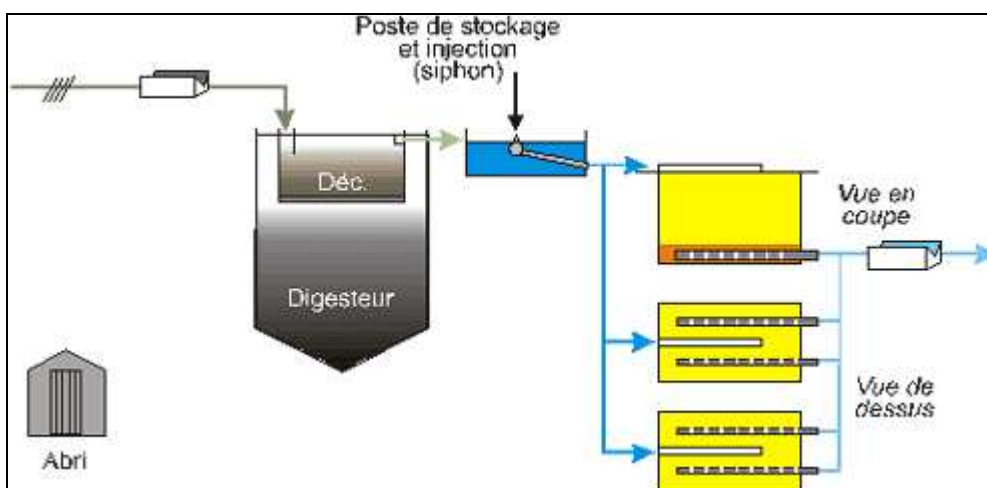 Poste de stockage
et injection
(siphon)
Déc.
Digesteur
Vue en
coupe
Vue de
dessus
Abri